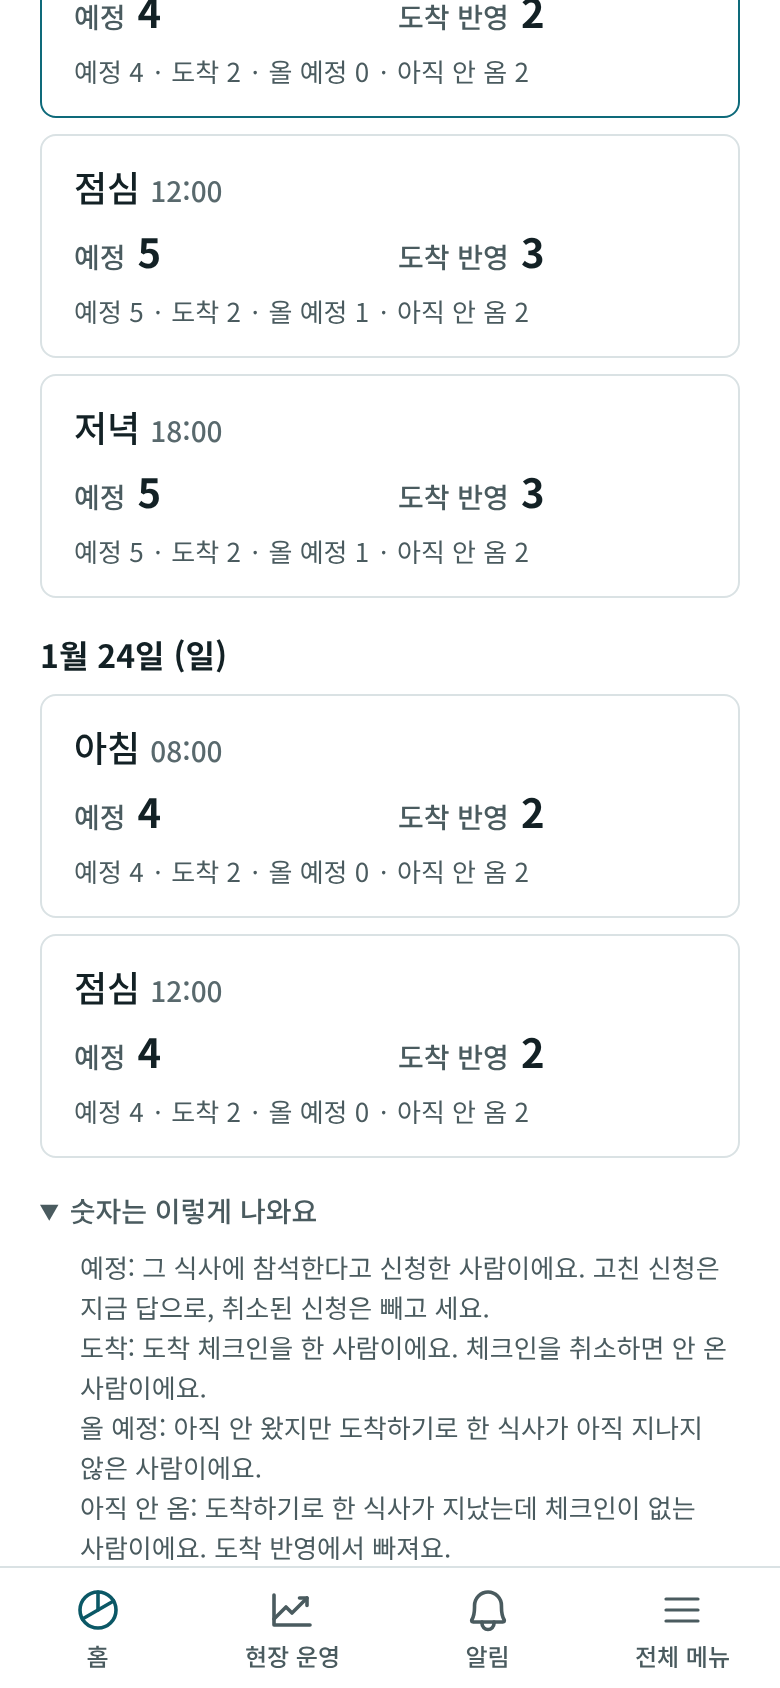 예정 4 도착 반영 2
예정 4 · 도착 2 · 올 예정 0 · 아직 안 옴 2
점심 12:00
예정 5 도착 반영 3
예정 5 · 도착 2 · 올 예정 1 · 아직 안 옴 2
저녁 18:00
예정 5 도착 반영 3
예정 5 · 도착 2 · 올 예정 1 · 아직 안 옴 2
1월 24일 (일)
아침 08:00
예정 4 도착 반영 2
예정 4 · 도착 2 · 올 예정 0 · 아직 안 옴 2
점심 12:00
예정 4 도착 반영 2
예정 4 · 도착 2 · 올 예정 0 · 아직 안 옴 2
▼ 숫자는 이렇게 나와요
예정: 그 식사에 참석한다고 신청한 사람이에요. 고친 신청은
지금 답으로, 취소된 신청은 빼고 세요.
도착: 도착 체크인을 한 사람이에요. 체크인을 취소하면 안 온
사람이에요.
올 예정: 아직 안 왔지만 도착하기로 한 식사가 아직 지나지
않은 사람이에요.
아직 안 옴: 도착하기로 한 식사가 지났는데 체크인이 없는
사람이에요. 도착 반영에서 빠져요.
홈 현장 운영 알림 전체 메뉴